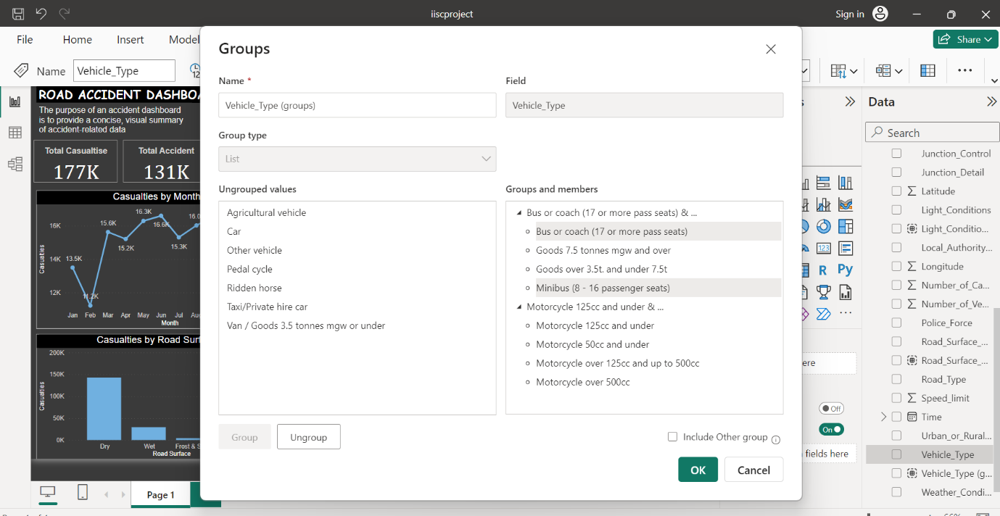 iiscproject
Sign in
File
Home
Insert
Model
Share
Name
Vehicle_Type
ROAD ACCIDENT DASHBOA
The purpose of an accident dashboard
is to provide a concise, visual summary
of accident-related data
Total Casualtise
177K
Total Accident
131K
Casualties by Month
Casualties
16K
14K
12K
13.5K
11.2K
15.6K
15.2K
16.3K
16.6K
15.3K
16.0
Jan
Feb
Mar
Apr
May
Jun
Jul
Au
Month
Casualties by Road Surf
Casualties
200K
150K
100K
50K
0K
Dry
Wet
Frost & S
Road Surface
Page 1
Groups
Name *
Vehicle_Type (groups)
Field
Vehicle_Type
Group type
List
Ungrouped values
Agricultural vehicle
Car
Other vehicle
Pedal cycle
Ridden horse
Taxi/Private hire car
Van / Goods 3.5 tonnes mgw or under
Groups and members
Bus or coach (17 or more pass seats) & ...
Bus or coach (17 or more pass seats)
Goods 7.5 tonnes mgw and over
Goods over 3.5t. and under 7.5t
Minibus (8 - 16 passenger seats)
Motorcycle 125cc and under & ...
Motorcycle 125cc and under
Motorcycle 50cc and under
Motorcycle over 125cc and up to 500cc
Motorcycle over 500cc
Group
Ungroup
Include Other group
OK
Cancel
123
R
Py
...
ere
Off
On
fields here
Data
Search
Junction_Control
Junction_Detail
Latitude
Light_Conditions
Light_Conditio...
Local_Authority...
Longitude
Number_of_Ca...
Number_of_Ve...
Police_Force
Road_Surface_...
Road_Surface_...
Road_Type
Speed_limit
Time
Urban_or_Rural...
Vehicle_Type
Vehicle_Type (g...
Weather_Condi...